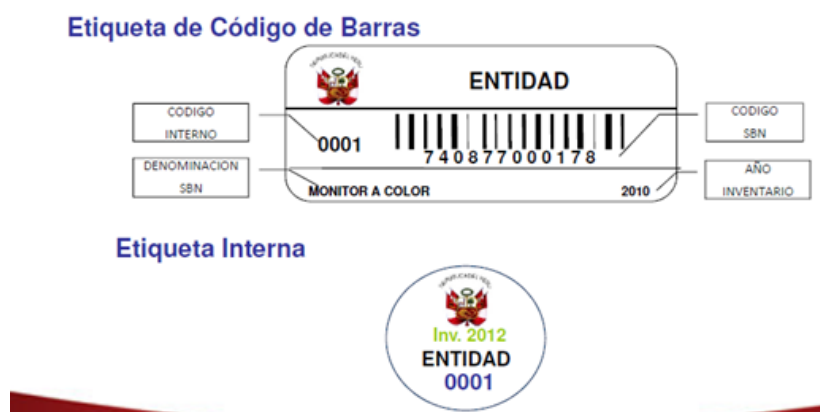 Etiqueta de Código de Barras
ENTIDAD
CODIGO
INTERNO
CODIGO
SBN
0001
740877000178
DENOMINACION
SBN
AÑO
INVENTARIO
MONITOR A COLOR
2010
Etiqueta Interna
Inv. 2012
ENTIDAD
0001